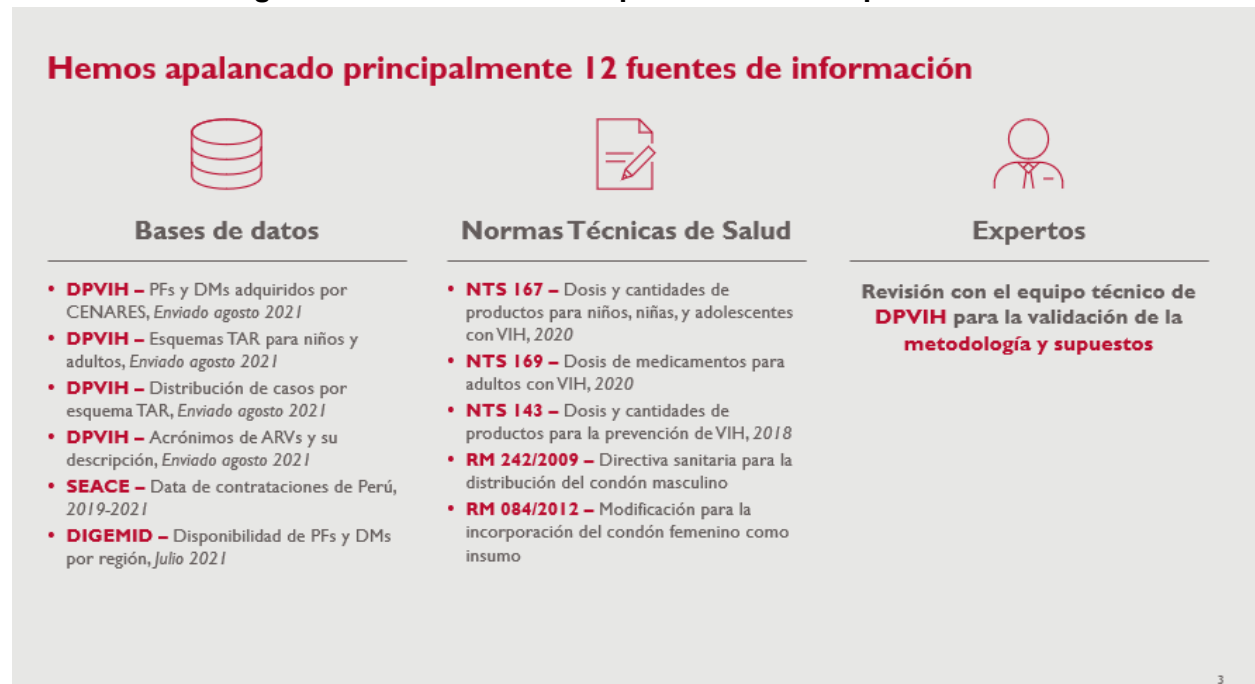 Hemos apalancado principalmente 12 fuentes de información
Bases de datos
• DPVIH – PFs y DMs adquiridos por
CENARES, Enviado agosto 2021
• DPVIH – Esquemas TAR para niños y
adultos, Enviado agosto 2021
• DPVIH – Distribución de casos por
esquema TAR, Enviado agosto 2021
• DPVIH – Acrónimos de ARVs y su
descripción, Enviado agosto 2021
• SEACE – Data de contrataciones de Perú,
2019-2021
• DIGEMID – Disponibilidad de PFs y DMs
por región, Julio 2021
Normas Técnicas de Salud
• NTS 167 – Dosis y cantidades de
productos para niños, niñas, y adolescentes
con VIH, 2020
• NTS 169 – Dosis de medicamentos para
adultos con VIH, 2020
• NTS 143 – Dosis y cantidades de
productos para la prevención de VIH, 2018
• RM 242/2009 – Directiva sanitaria para la
distribución del condón masculino
• RM 084/2012 – Modificación para la
incorporación del condón femenino como
insumo
Expertos
Revisión con el equipo técnico de
DPVIH para la validación de la
metodología y supuestos
3